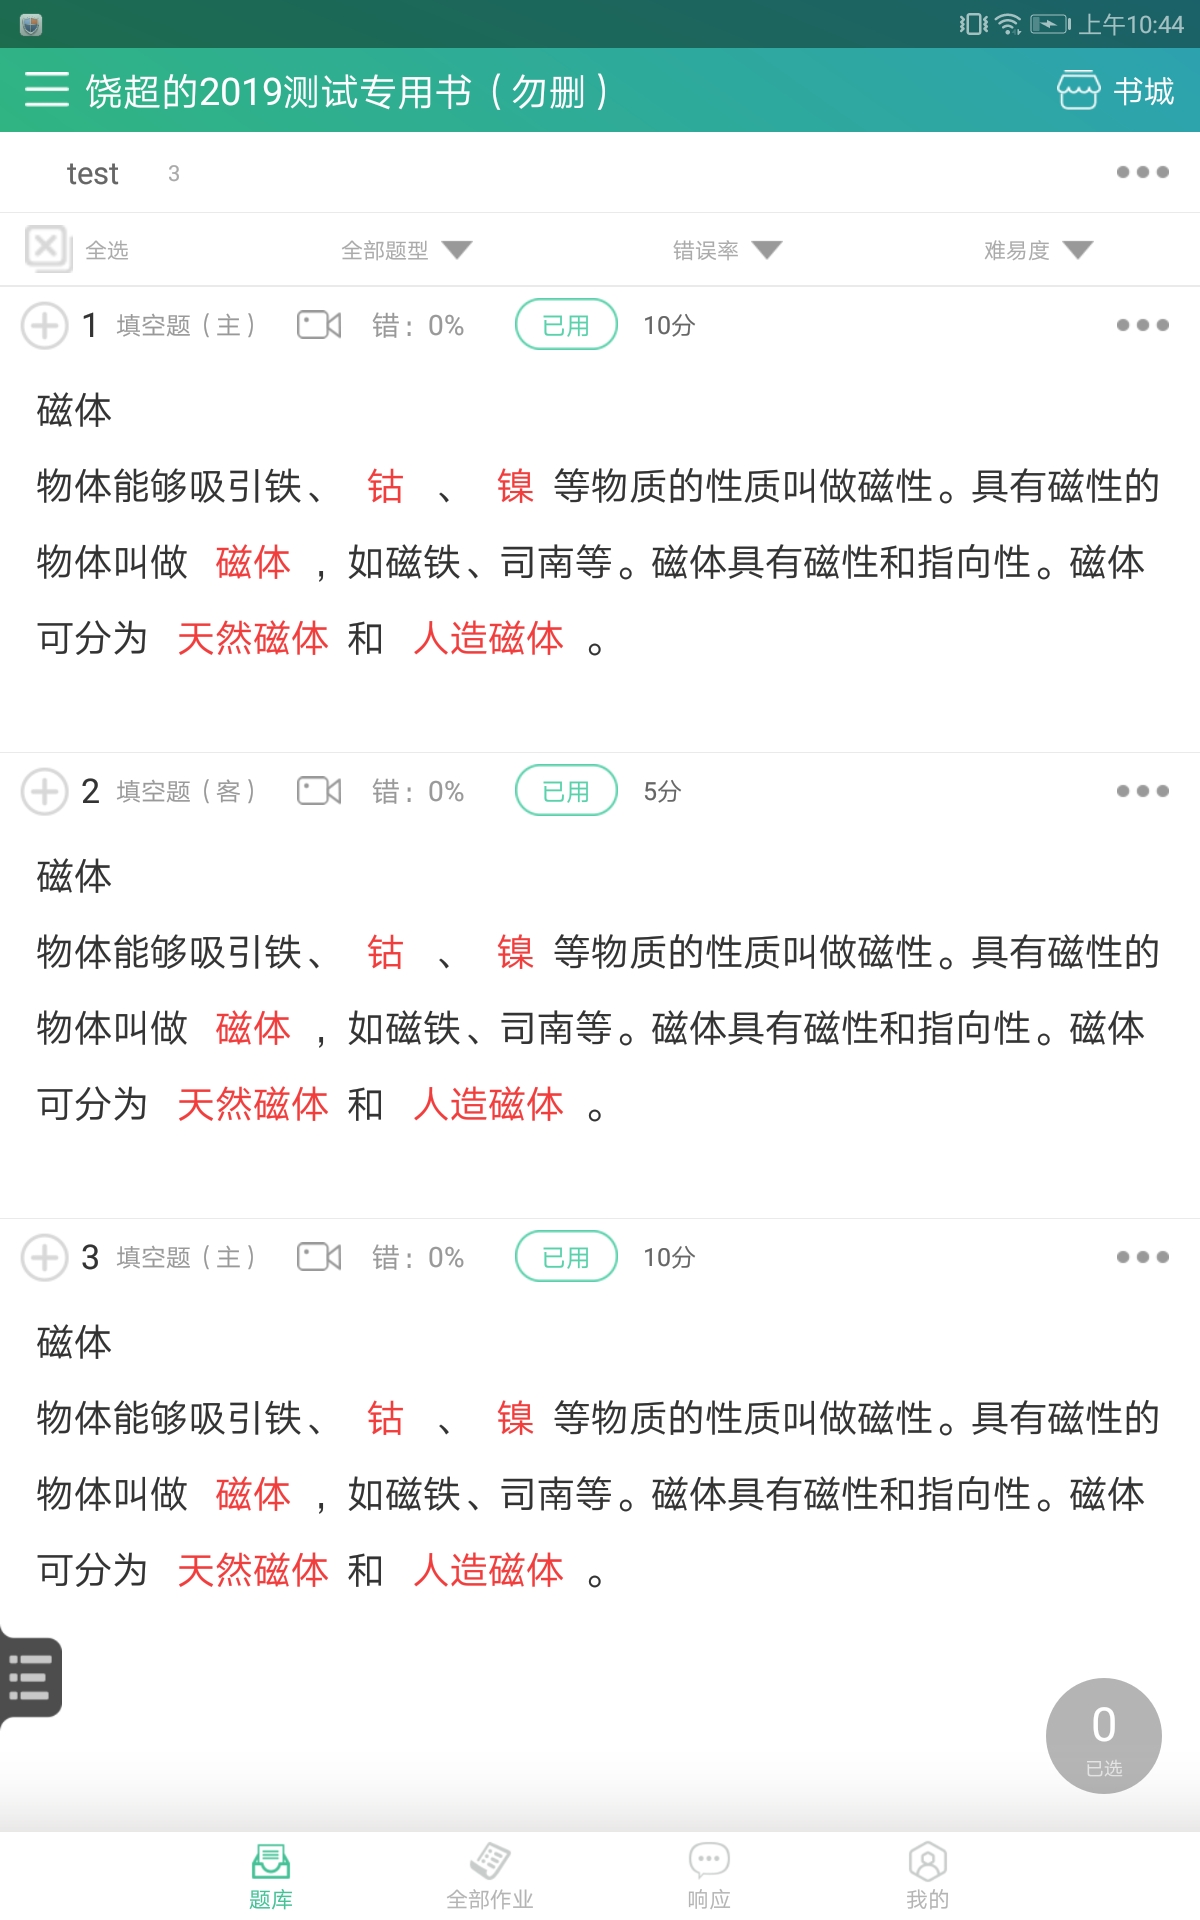 上午10:44
饶超的2019测试专用书（勿删） 书城
test 3
全选 全部题型 错误率 难易度
1 填空题（主） 错：0% 已用 10分
磁体
物体能够吸引铁、 钴 、 镍 等物质的性质叫做磁性。具有磁性的
物体叫做 磁体 ，如磁铁、司南等。磁体具有磁性和指向性。磁体
可分为 天然磁体 和 人造磁体 。
2 填空题（客） 错：0% 已用 5分
磁体
物体能够吸引铁、 钴 、 镍 等物质的性质叫做磁性。具有磁性的
物体叫做 磁体 ，如磁铁、司南等。磁体具有磁性和指向性。磁体
可分为 天然磁体 和 人造磁体 。
3 填空题（主） 错：0% 已用 10分
磁体
物体能够吸引铁、 钴 、 镍 等物质的性质叫做磁性。具有磁性的
物体叫做 磁体 ，如磁铁、司南等。磁体具有磁性和指向性。磁体
可分为 天然磁体 和 人造磁体 。
0
已选
题库 全部作业 响应 我的